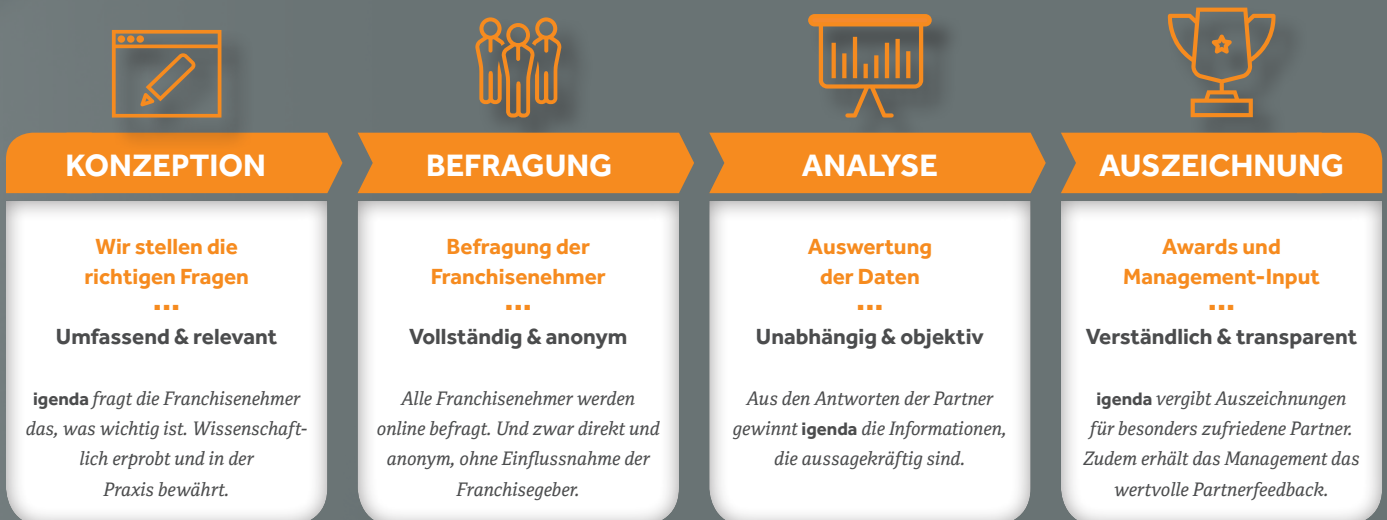 KONZEPTION
Wir stellen die
richtigen Fragen
...
Umfassend & relevant
igenda fragt die Franchisenehmer
das, was wichtig ist. Wissenschaft-
lich erprobt und in der
Praxis bewährt.
BEFRAGUNG
Befragung der
Franchisenehmer
...
Vollständig & anonym
Alle Franchisenehmer werden
online befragt. Und zwar direkt und
anonym, ohne Einflussnahme der
Franchisegeber.
ANALYSE
Auswertung
der Daten
...
Unabhängig & objektiv
Aus den Antworten der Partner
gewinnt igenda die Informationen,
die aussagekräftig sind.
AUSZEICHNUNG
Awards und
Management-Input
...
Verständlich & transparent
igenda vergibt Auszeichnungen
für besonders zufriedene Partner.
Zudem erhält das Management das
wertvolle Partnerfeedback.